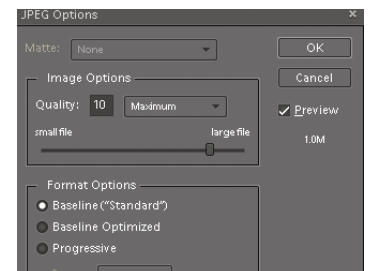 JPEG Options
Matte: None
OK
Image Options
Cancel
Quality: 10 Maximum
Preview
small file large file
1.0M
Format Options
Baseline ("Standard")
Baseline Optimized
Progressive